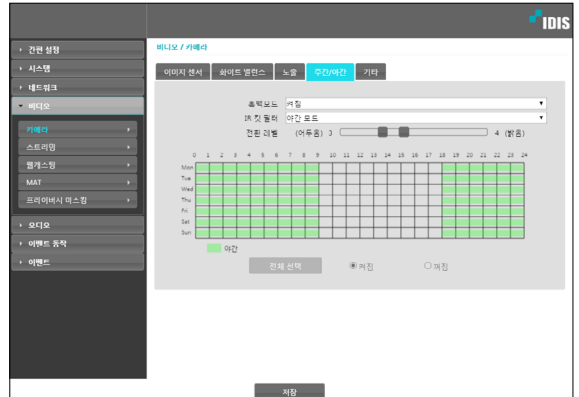 IDIS
비디오 / 카메라
간편 설정
시스템
네트워크
비디오
카메라
스트리밍
웹캐스팅
MAT
프라이버시 마스킹
오디오
이벤트 동작
이벤트
이미지 센서 화이트 밸런스 노출 주간/야간 기타
흑백모드 켜짐
IR 컷 필터 야간 모드
전환 레벨 (어두움) 3 4 (밝음)
0 1 2 3 4 5 6 7 8 9 10 11 12 13 14 15 16 17 18 19 20 21 22 23 24
Mon
Tue
Wed
Thu
Fri
Sat
Sun
야간
전체 선택 켜짐 꺼짐
저장